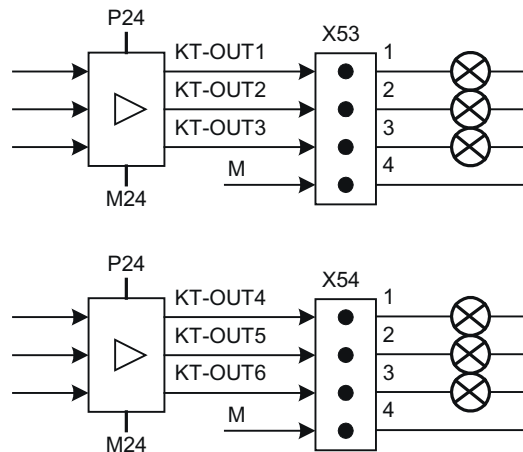 P24
X53
KT-OUT1
1
KT-OUT2
2
KT-OUT3
3
M
4
M24
P24
X54
KT-OUT4
1
KT-OUT5
2
KT-OUT6
3
M
4
M24